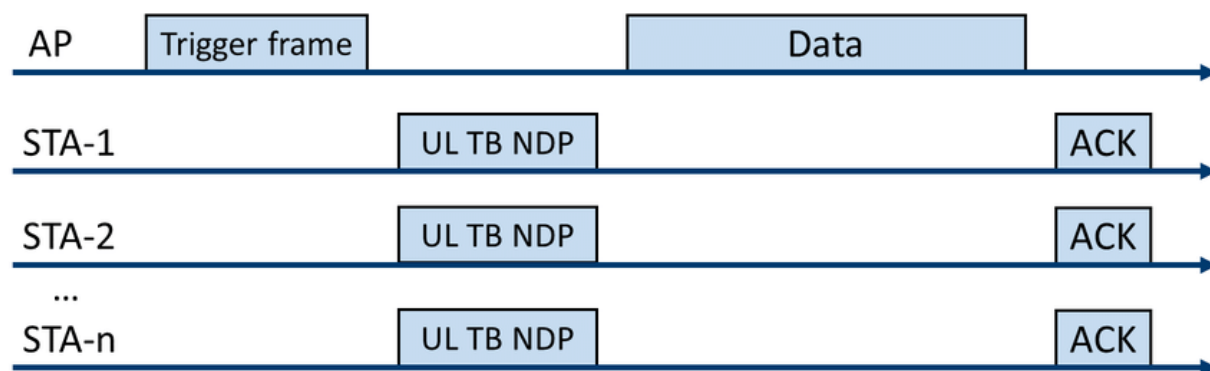 AP Trigger frame Data
STA-1 UL TB NDP ACK
STA-2 UL TB NDP ACK
...
STA-n UL TB NDP ACK